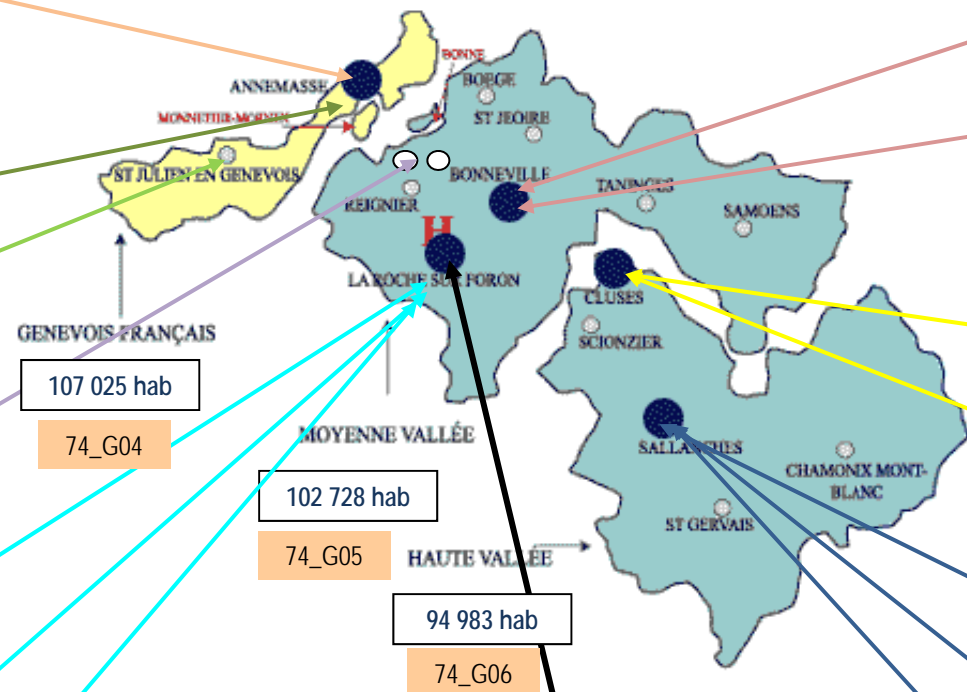 BONNE
ANNEMASSE
BOEGE
MONNETIER-MORNEX
ST JEOIRE
ST JULIEN EN GENEVOIS
BONNEVILLE
TANINGES
REIGNIER
SAMOENS
H
LA ROCHE SUR FORON
CLUSES
GENEVOIS FRANÇAIS
SCIONZIER
107 025 hab
74_G04
MOYENNE VALLÉE
SALLANCHES
CHAMONIX MONT-
BLANC
102 728 hab
ST GERVAIS
74_G05
HAUTE VALLÉE
94 983 hab
74_G06